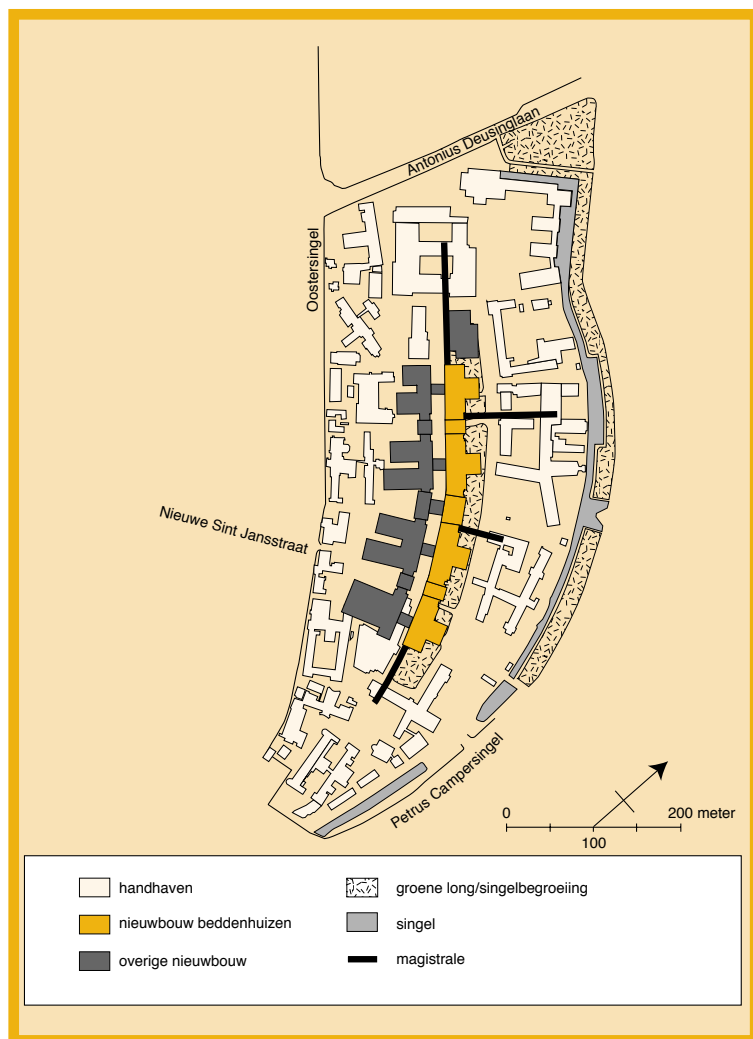 Antonius Deusinglaan
Oostersingel
Nieuwe Sint Jansstraat
Petrus Campersingel
0
200 meter
100
handhaven
nieuwbouw beddenhuizen
overige nieuwbouw
groene long/singelbegroeiing
singel
magistrale